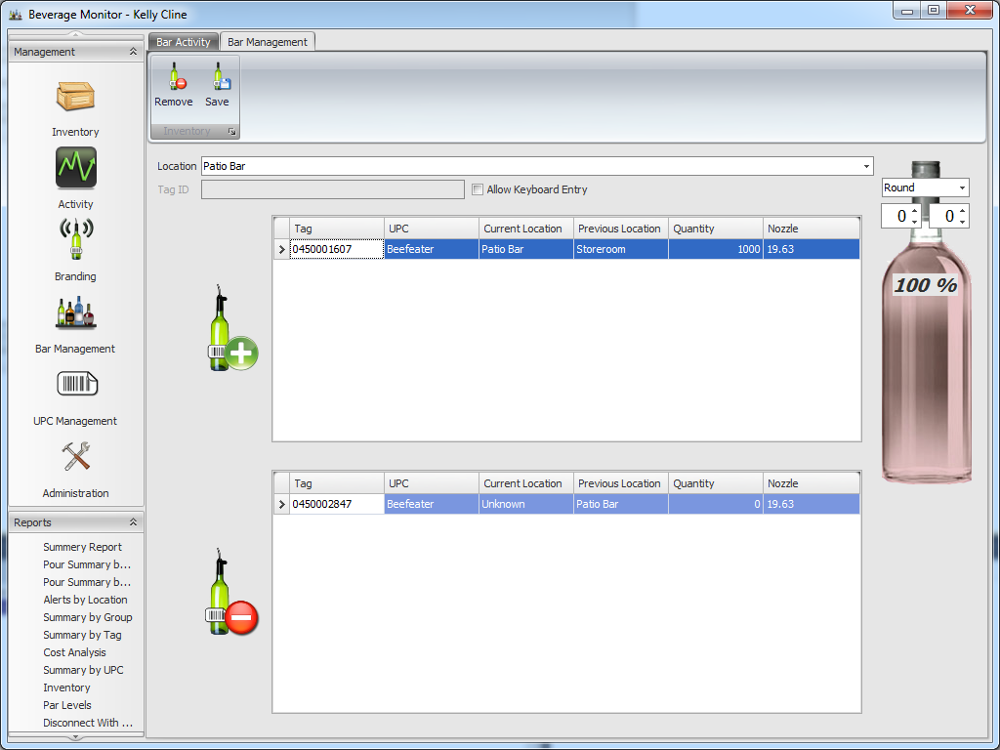 Beverage Monitor - Kelly Cline
Management
Inventory
Activity
Branding
Bar Management
UPC Management
Administration
Reports
Summery Report
Pour Summary b...
Pour Summary b...
Alerts by Location
Summary by Group
Summary by Tag
Cost Analysis
Summary by UPC
Inventory
Par Levels
Disconnect With ...
Bar Activity Bar Management
Remove Save
Inventory
Location Patio Bar
Tag ID Allow Keyboard Entry
Tag UPC Current Location Previous Location Quantity Nozzle
0450001607 Beefeater Patio Bar Storeroom 1000 19.63
Tag UPC Current Location Previous Location Quantity Nozzle
0450002847 Beefeater Unknown Patio Bar 0 19.63
Round
0 0
100 %